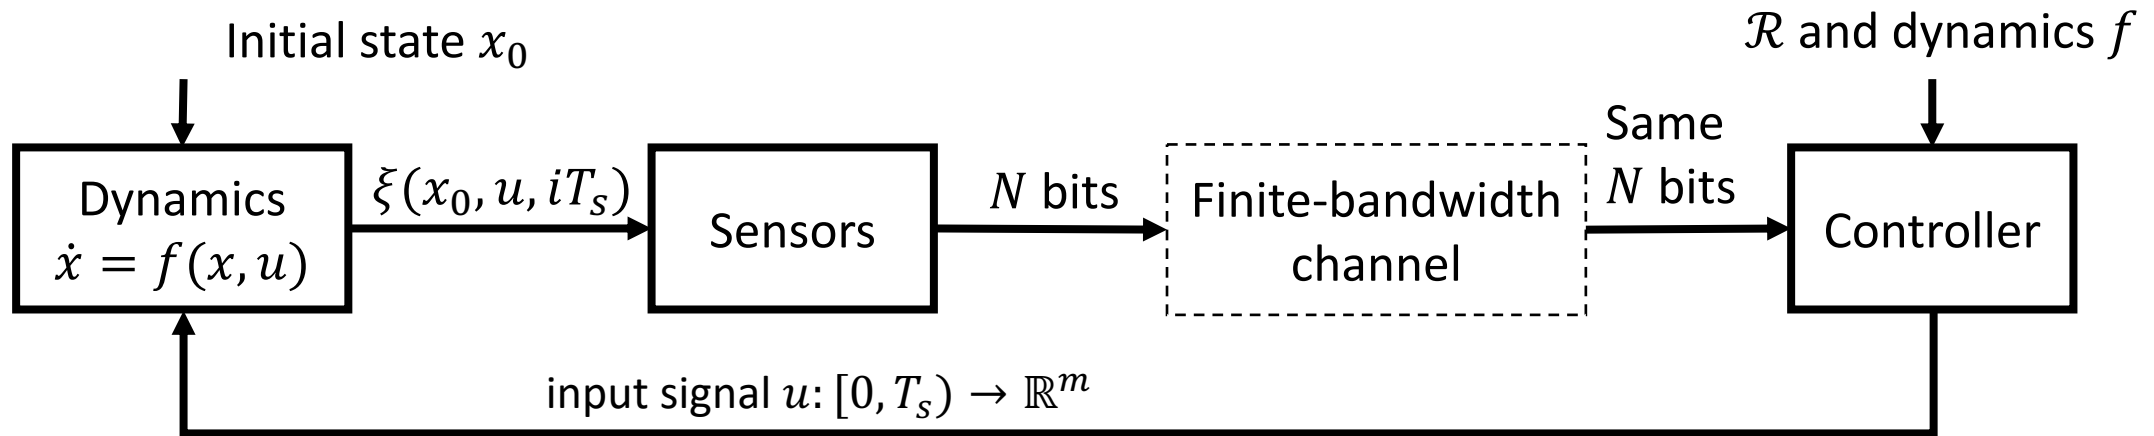 Initial state x₀
ℛ and dynamics f
Dynamics
ẋ = f(x, u)
ξ(x₀, u, iTₛ)
Sensors
N bits
Finite-bandwidth
channel
Same
N bits
Controller
input signal u: [0, Tₛ) → ℝᵐ